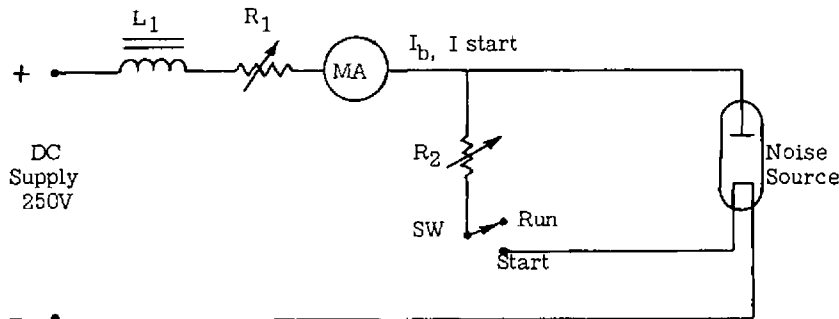 L1
R1
+
MA
Ib, I start
DC
Supply
250V
R2
Noise
Source
SW
Run
Start
-